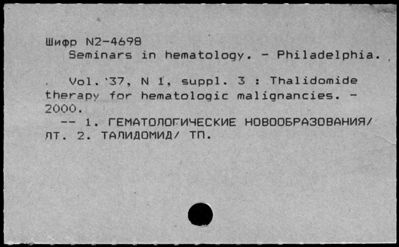 Шифр N2-4698
Seminars in hematology. - Philadelphia.
Vol. 37, N 1, suppl. 3 : Thalidomide
therapy for hematologic malignancies. -
2000.
-- 1. ГЕМАТОЛОГИЧЕСКИЕ НОВООБРАЗОВАНИЯ/
ЛТ. 2. ТАЛИДОМИД/ ТП.